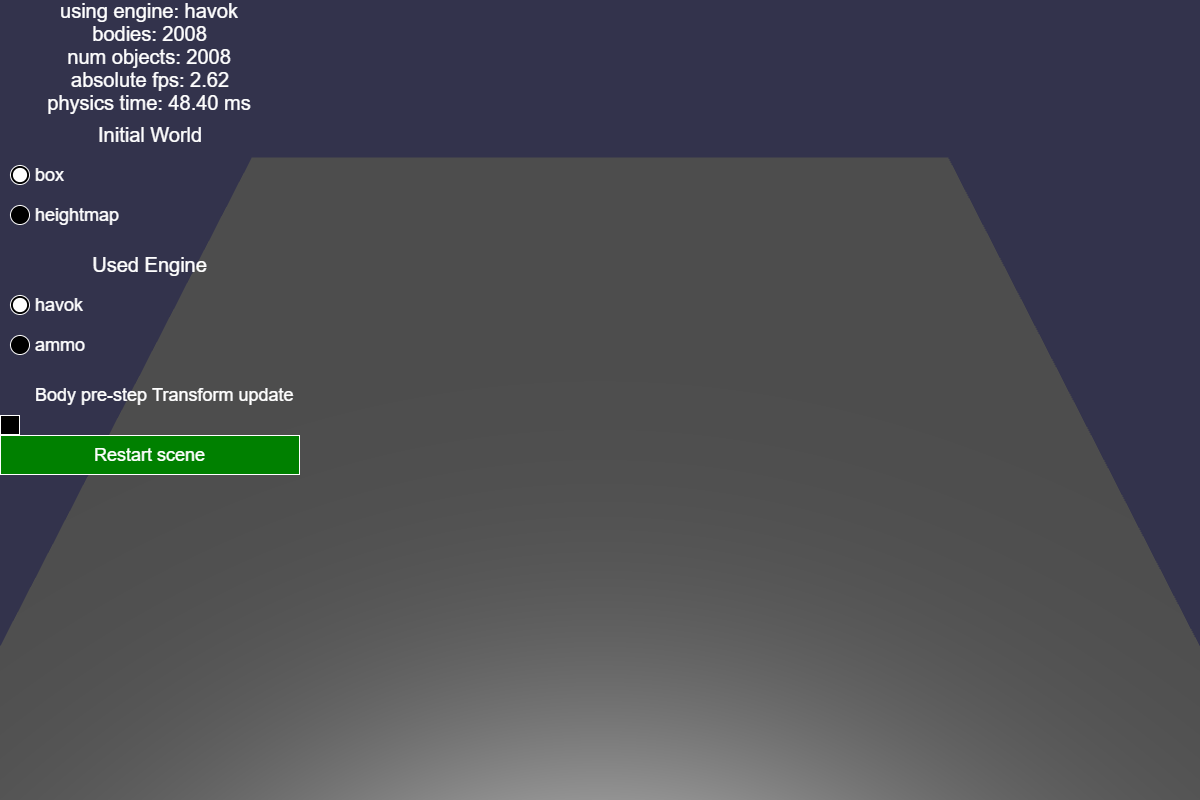 using engine: havok
bodies: 2008
num objects: 2008
absolute fps: 2.62
physics time: 48.40 ms
Initial World
box
heightmap
Used Engine
havok
ammo
Body pre-step Transform update
Restart scene